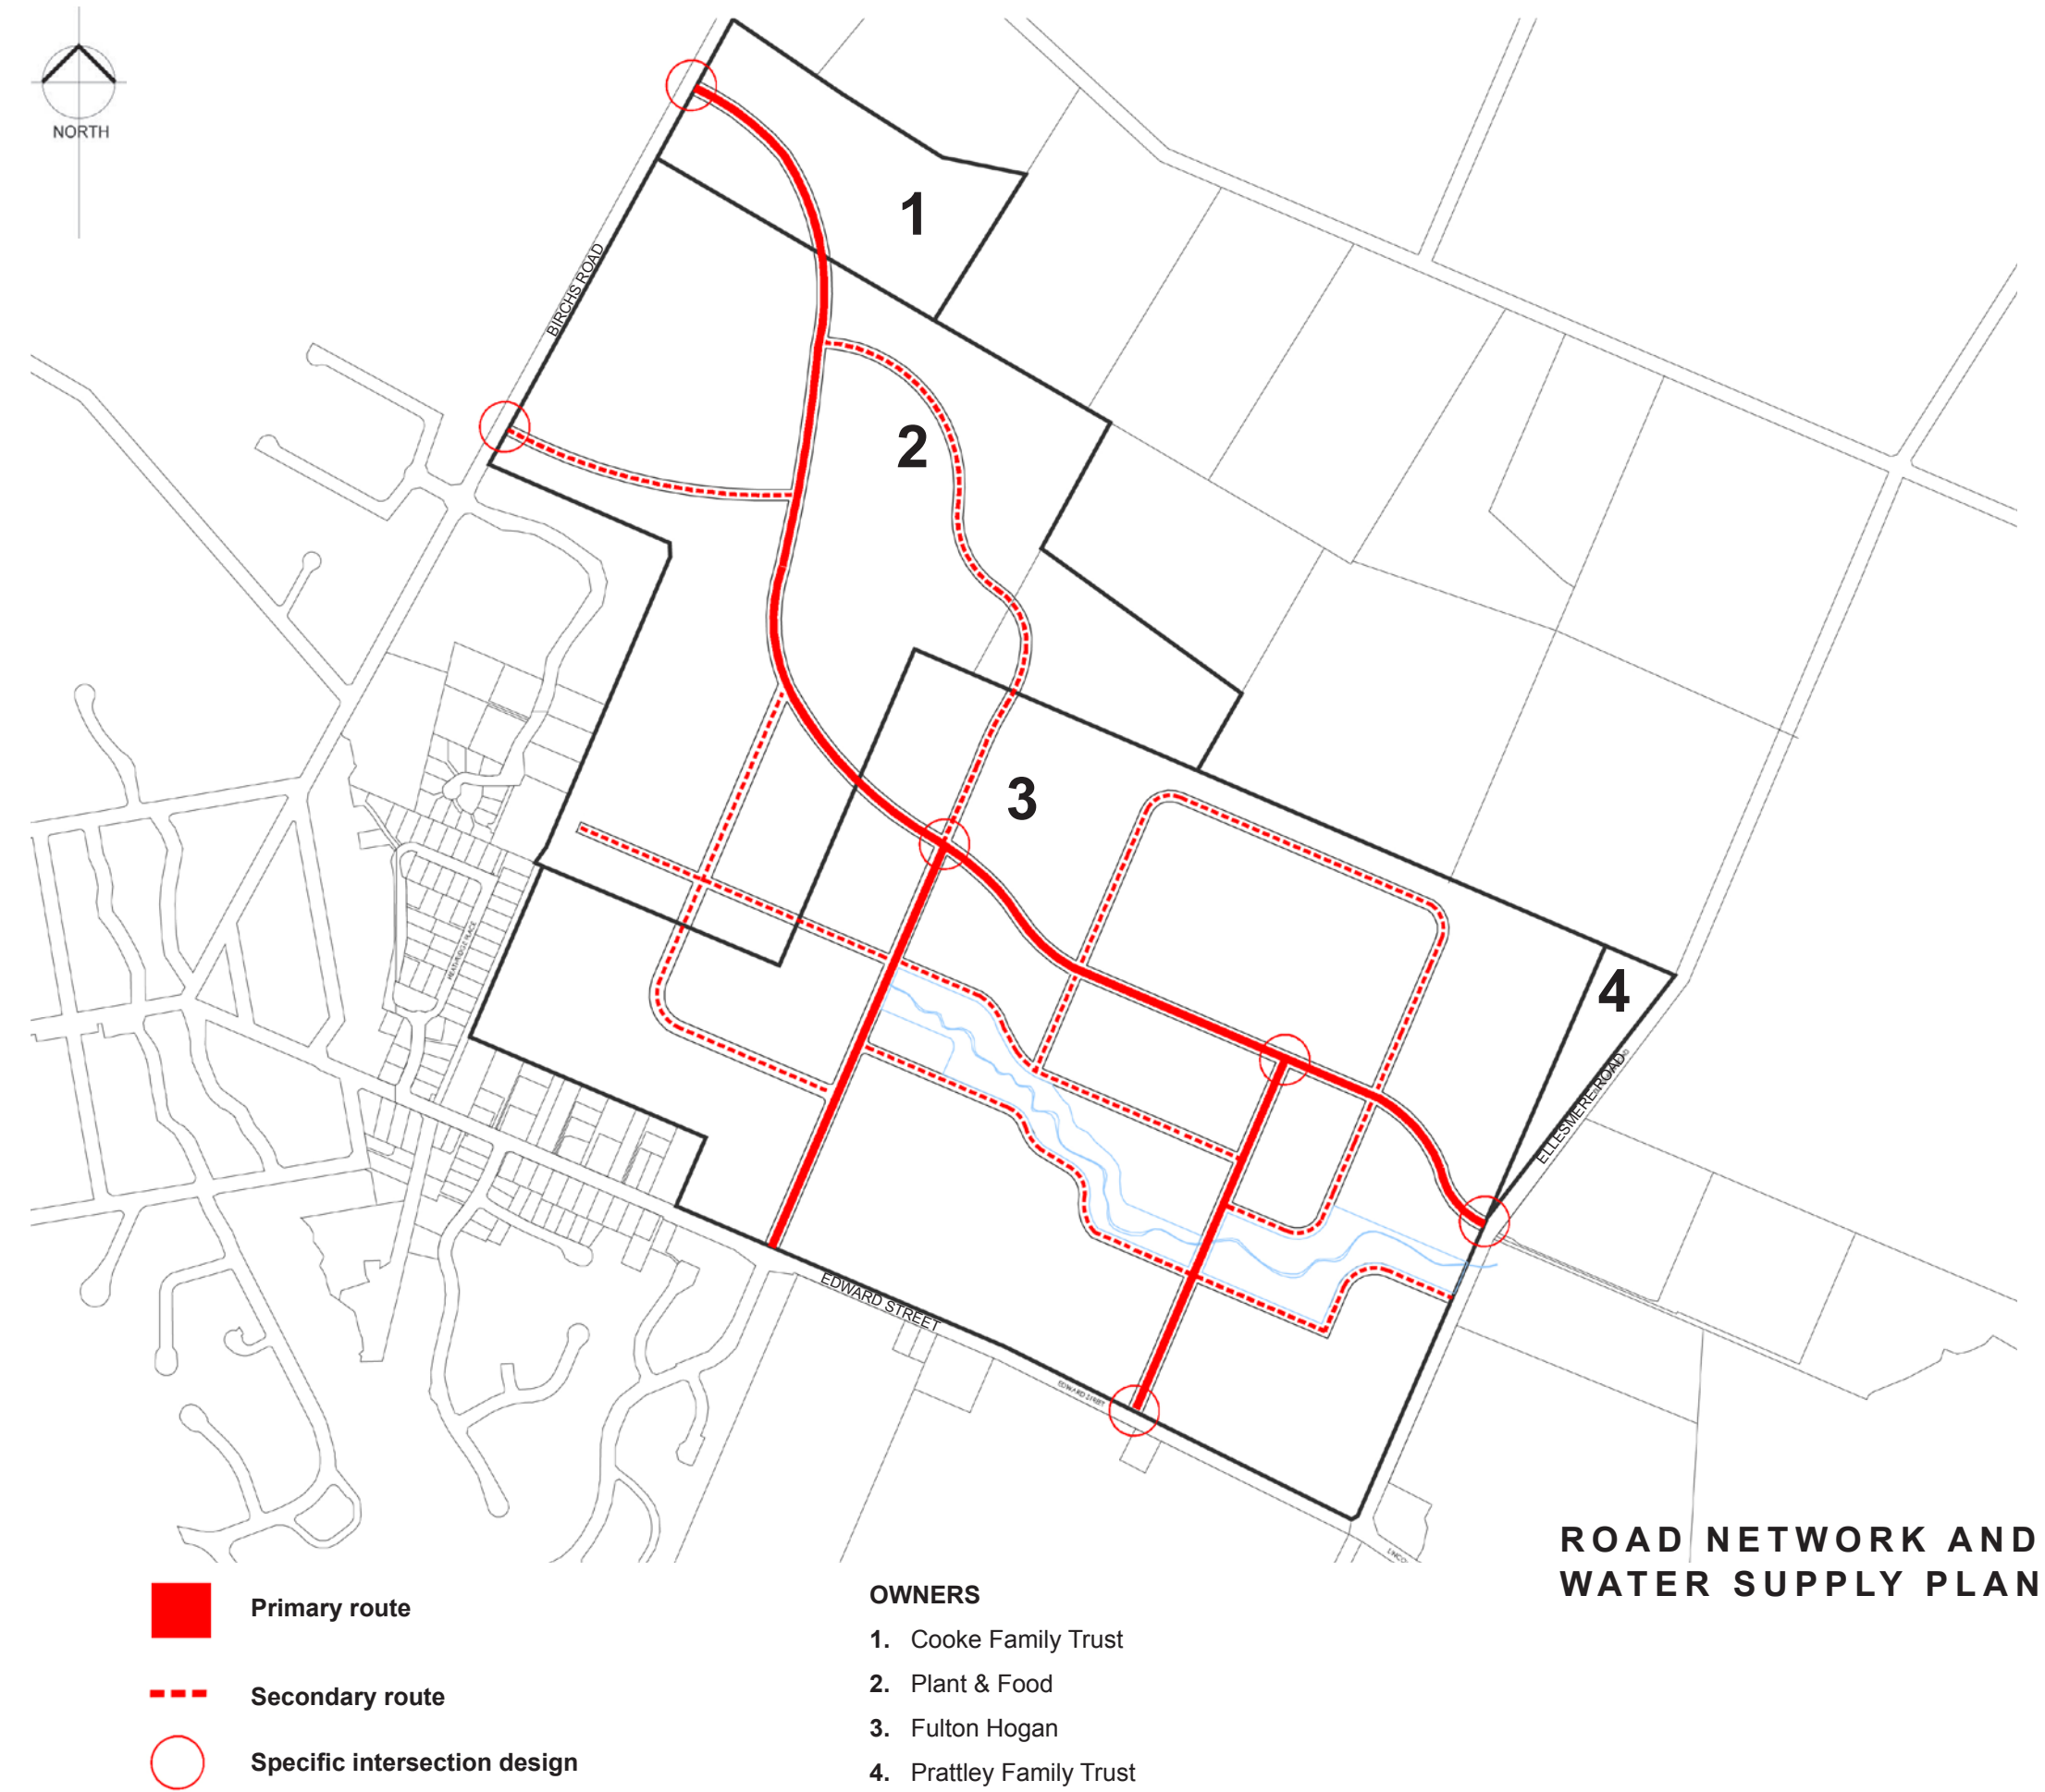 NORTH
1
BIRCHS ROAD
2
3
4
ELLESMERE ROAD
EDWARD STREET
EDWARD STREET
ROAD NETWORK AND
WATER SUPPLY PLAN
Primary route
Secondary route
Specific intersection design
OWNERS
1. Cooke Family Trust
2. Plant & Food
3. Fulton Hogan
4. Prattley Family Trust